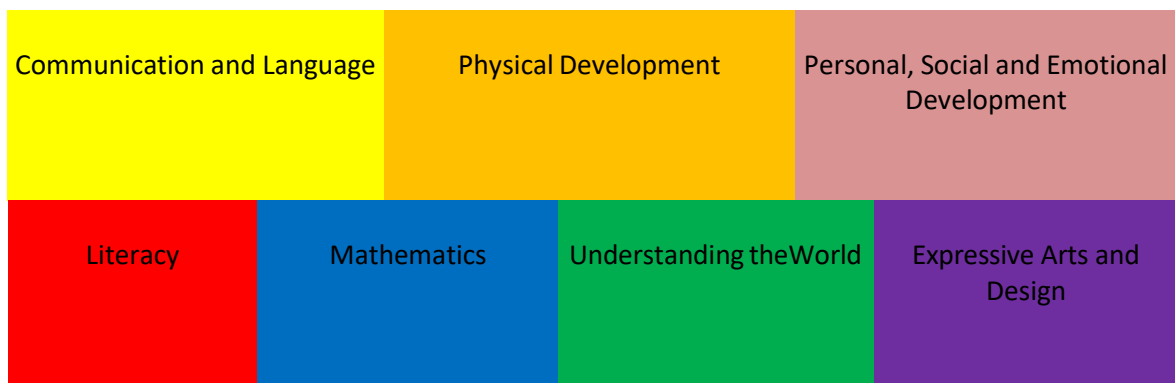 Communication and Language
Physical Development
Personal, Social and Emotional
Development
Literacy
Mathematics
Understanding theWorld
Expressive Arts and
Design